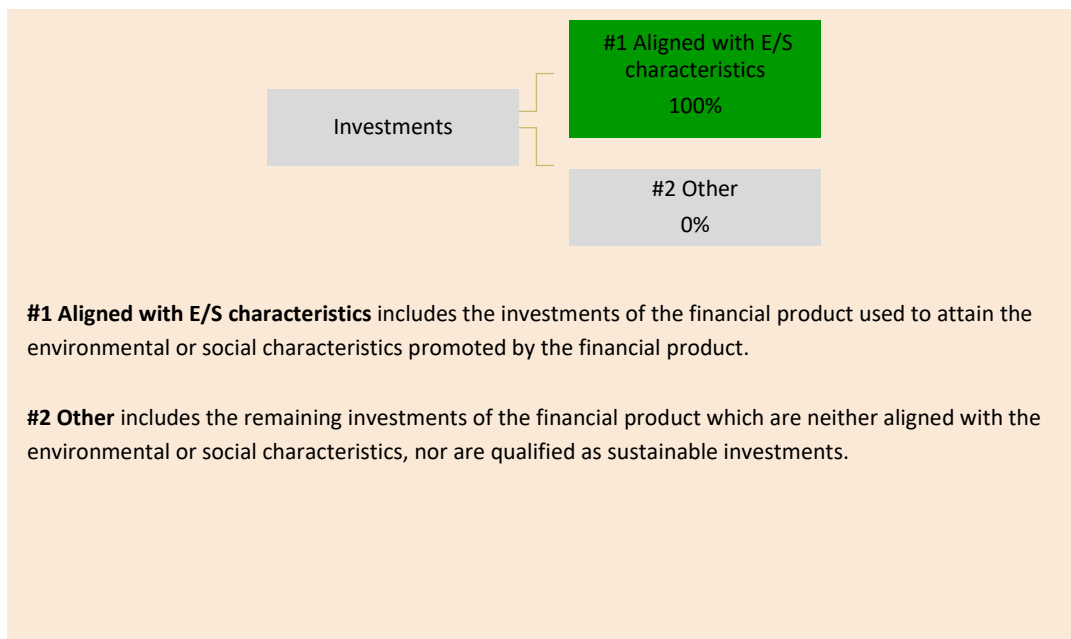 #1 Aligned with E/S
characteristics
100%
Investments
#2 Other
0%
#1 Aligned with E/S characteristics includes the investments of the financial product used to attain the
environmental or social characteristics promoted by the financial product.
#2 Other includes the remaining investments of the financial product which are neither aligned with the
environmental or social characteristics, nor are qualified as sustainable investments.